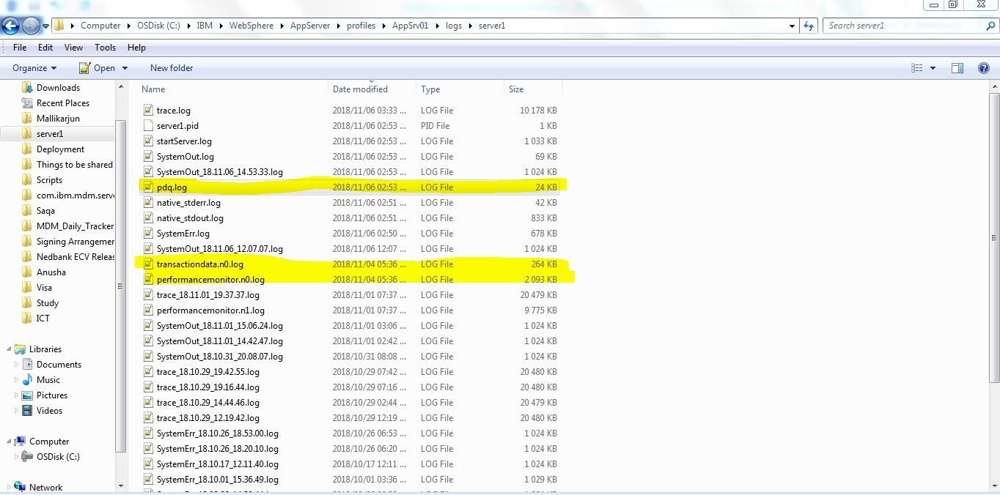 Computer OSDisk (C:) IBM WebSphere AppServer profiles AppSrv01 logs server1 Search server1
File Edit View Tools Help
Organize Open New folder
Downloads
Recent Places
Mallikarjun
server1
Deployment
Things to be shared
Scripts
com.ibm.mdm.serv
Saqa
MDM_Daily_Tracker
Signing Arrangemer
Nedbank ECV Releas
Anusha
Visa
Study
ICT
Libraries
Documents
Music
Pictures
Videos
Computer
OSDisk (C:)
Network
Name Date modified Type Size
trace.log 2018/11/06 03:33 ... LOG File 10 178 KB
server1.pid 2018/11/06 02:53 ... PID File 1 KB
startServer.log 2018/11/06 02:53 ... LOG File 1 033 KB
SystemOut.log 2018/11/06 02:53 ... LOG File 69 KB
SystemOut_18.11.06_14.53.33.log 2018/11/06 02:53 ... LOG File 1 024 KB
pdq.log 2018/11/06 02:53 ... LOG File 24 KB
native_stderr.log 2018/11/06 02:51 ... LOG File 42 KB
native_stdout.log 2018/11/06 02:51 ... LOG File 833 KB
SystemErr.log 2018/11/06 02:50 ... LOG File 678 KB
SystemOut_18.11.06_12.07.07.log 2018/11/06 12:07 ... LOG File 1 024 KB
transactiondata.n0.log 2018/11/04 05:36 ... LOG File 264 KB
performancemonitor.n0.log 2018/11/04 05:36 ... LOG File 2 093 KB
trace_18.11.01_19.37.37.log 2018/11/01 07:37 ... LOG File 20 479 KB
performancemonitor.n1.log 2018/11/01 07:37 ... LOG File 9 775 KB
SystemOut_18.11.01_15.06.24.log 2018/11/01 03:06 ... LOG File 1 024 KB
SystemOut_18.11.01_14.42.47.log 2018/11/01 02:42 ... LOG File 1 024 KB
SystemOut_18.10.31_20.08.07.log 2018/10/31 08:08 ... LOG File 1 024 KB
trace_18.10.29_19.42.55.log 2018/10/29 07:42 ... LOG File 20 480 KB
trace_18.10.29_19.16.44.log 2018/10/29 07:16 ... LOG File 20 480 KB
trace_18.10.29_14.44.46.log 2018/10/29 02:44 ... LOG File 20 479 KB
trace_18.10.29_12.19.42.log 2018/10/29 12:19 ... LOG File 20 480 KB
SystemErr_18.10.26_18.53.00.log 2018/10/26 06:53 ... LOG File 1 024 KB
SystemErr_18.10.26_18.20.10.log 2018/10/26 06:20 ... LOG File 1 024 KB
SystemErr_18.10.17_12.11.40.log 2018/10/17 12:11 ... LOG File 1 024 KB
SystemErr_18.10.01_15.36.49.log 2018/10/01 03:36 ... LOG File 1 029 KB